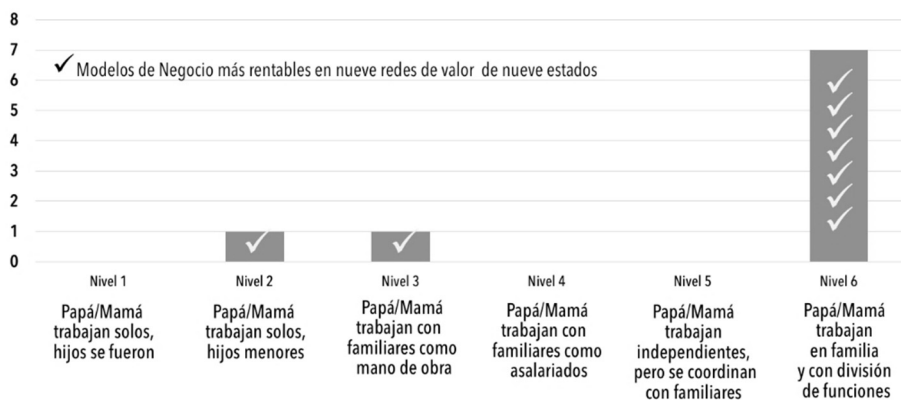 8
7
✓ Modelos de Negocio más rentables en nueve redes de valor de nueve estados
6
5
4
3
2
1
0
Nivel 1
Papá/Mamá
trabajan solos,
hijos se fueron
Nivel 2
Papá/Mamá
trabajan solos,
hijos menores
Nivel 3
Papá/Mamá
trabajan con
familiares como
mano de obra
Nivel 4
Papá/Mamá
trabajan con
familiares como
asalariados
Nivel 5
Papá/Mamá
trabajan
independientes,
pero se coordinan
con familiares
Nivel 6
Papá/Mamá
trabajan
en familia
y con división
de funciones